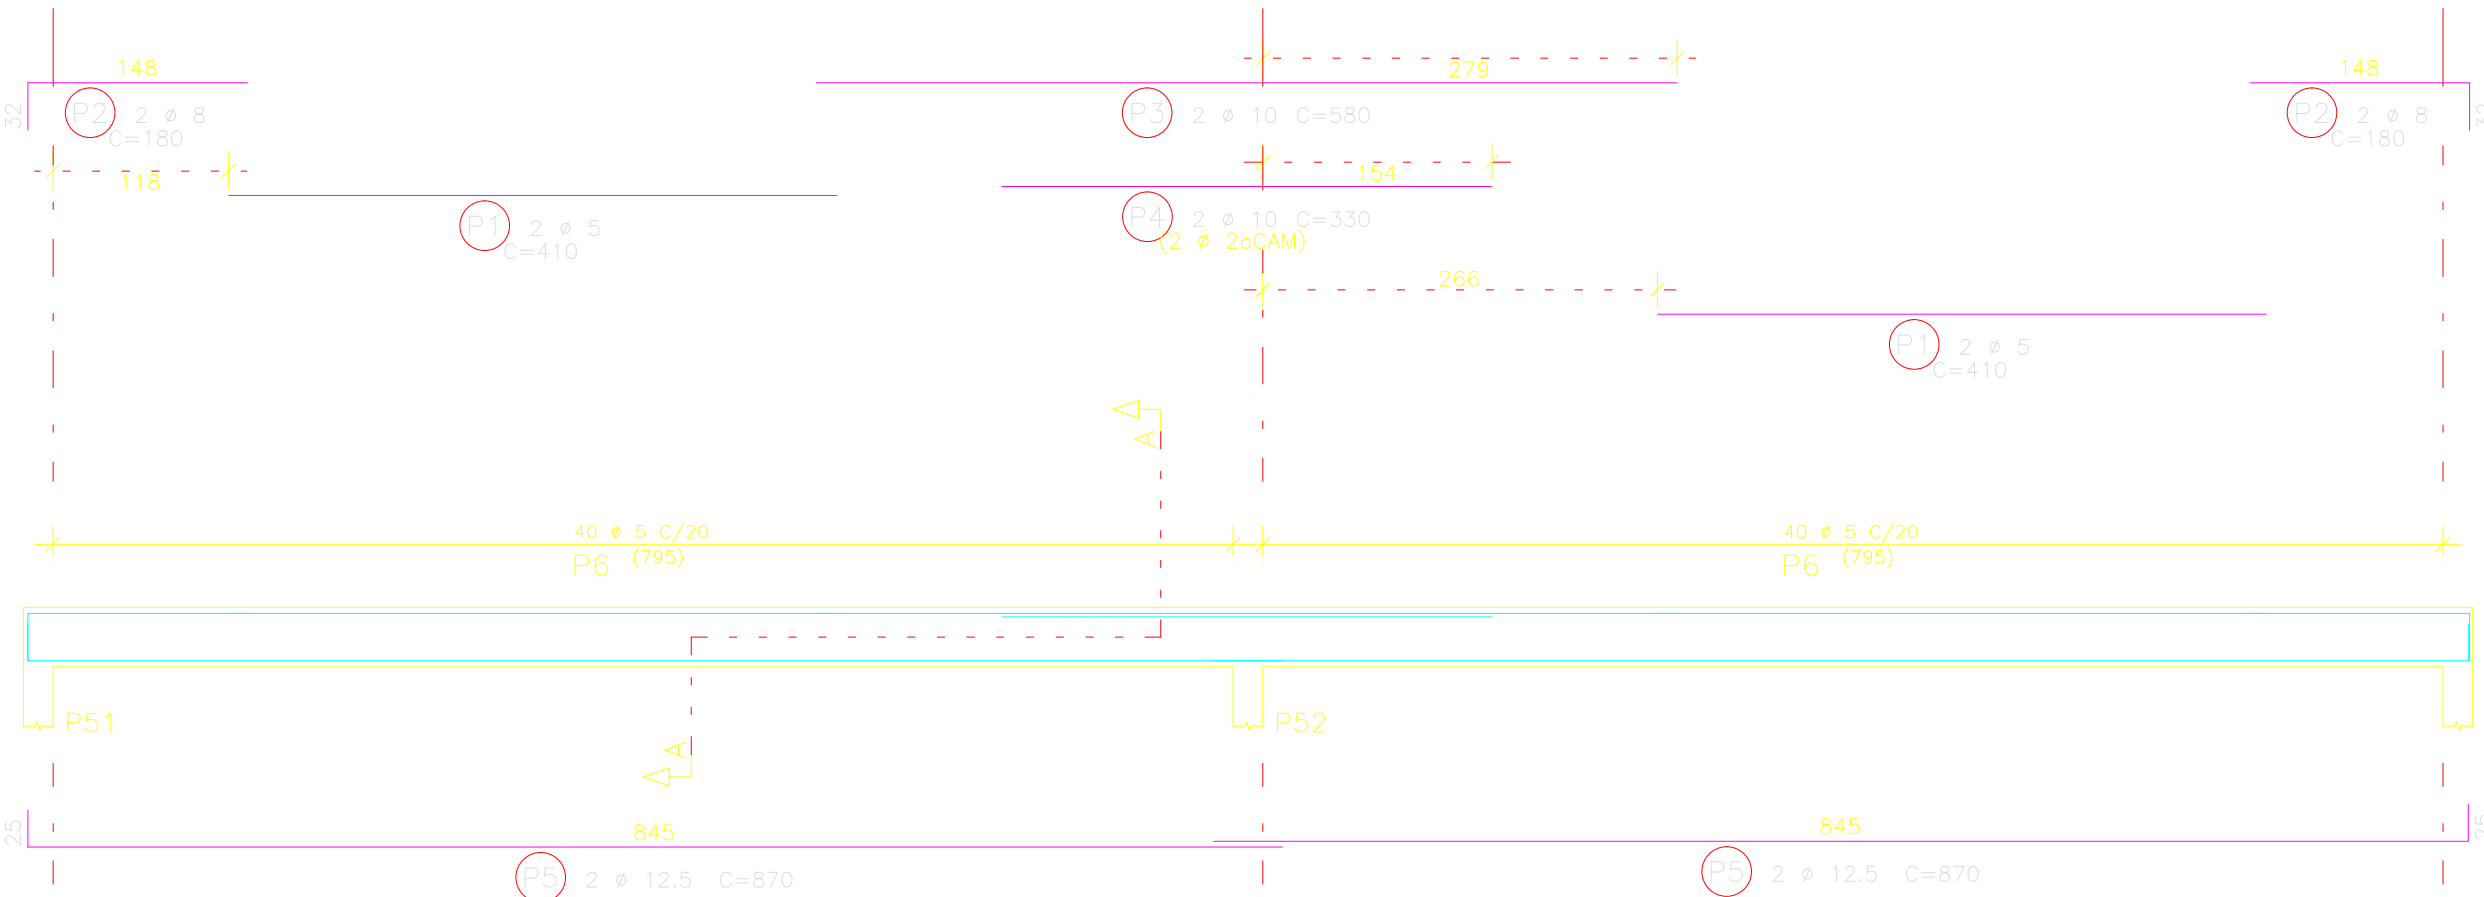 148
279
148
32
P2 2 ø 8
C=180
P3 2 ø 10 C=580
P2 2 ø 8
C=180
118
154
P1 2 ø 5
C=410
P4 2 ø 10 C=330
(2 ø 2aCAM)
266
P1 2 ø 5
C=410
A
40 ø 5 C/20
P6 (795)
40 ø 5 C/20
P6 (795)
P51
P52
A
25
845
845
25
P5 2 ø 12.5 C=870
P5 2 ø 12.5 C=870